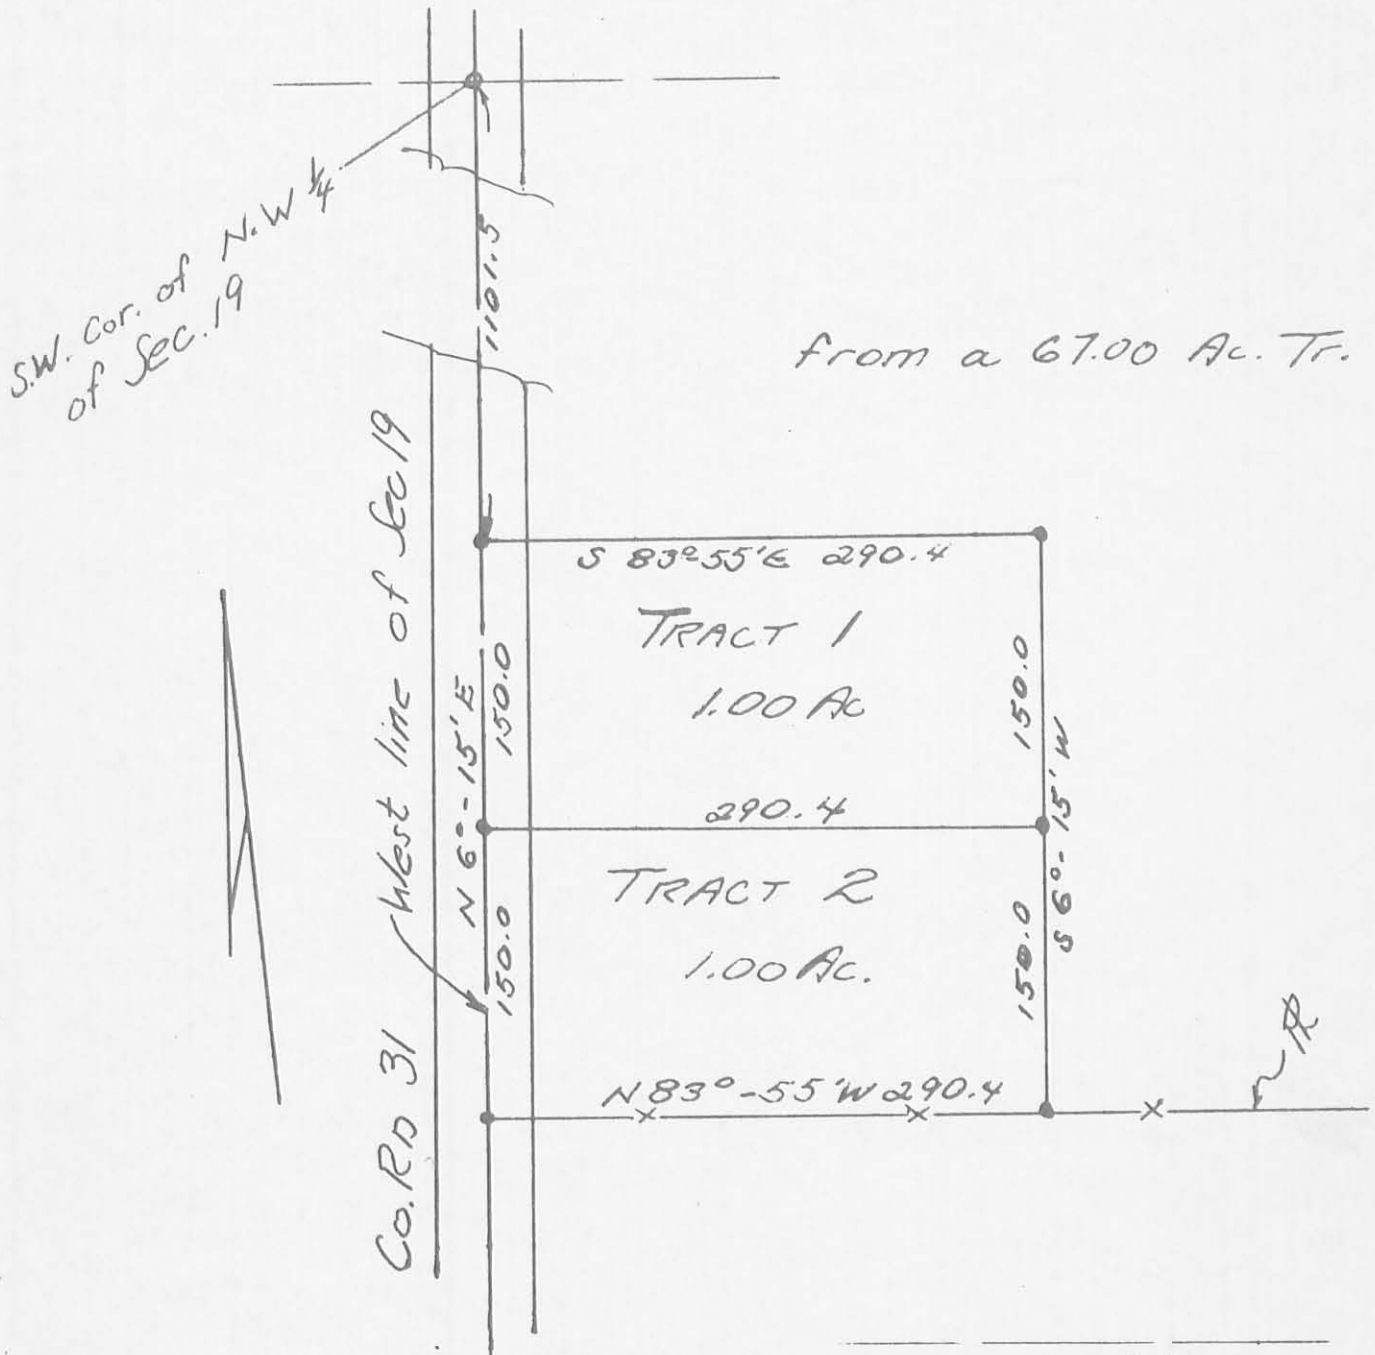 S.W. Cor. of N.W ¼
of Sec. 19
1101.5
from a 67.00 Ac. Tr.
S 83°55'E 290.4
TRACT 1
1.00 Ac
150.0
150.0
N 6°-15' E
West line of Sec 19
290.4
TRACT 2
1.00 Ac.
150.0
150.0
S 6°-15' W
Co. RD 31
N 83°-55'W 290.4